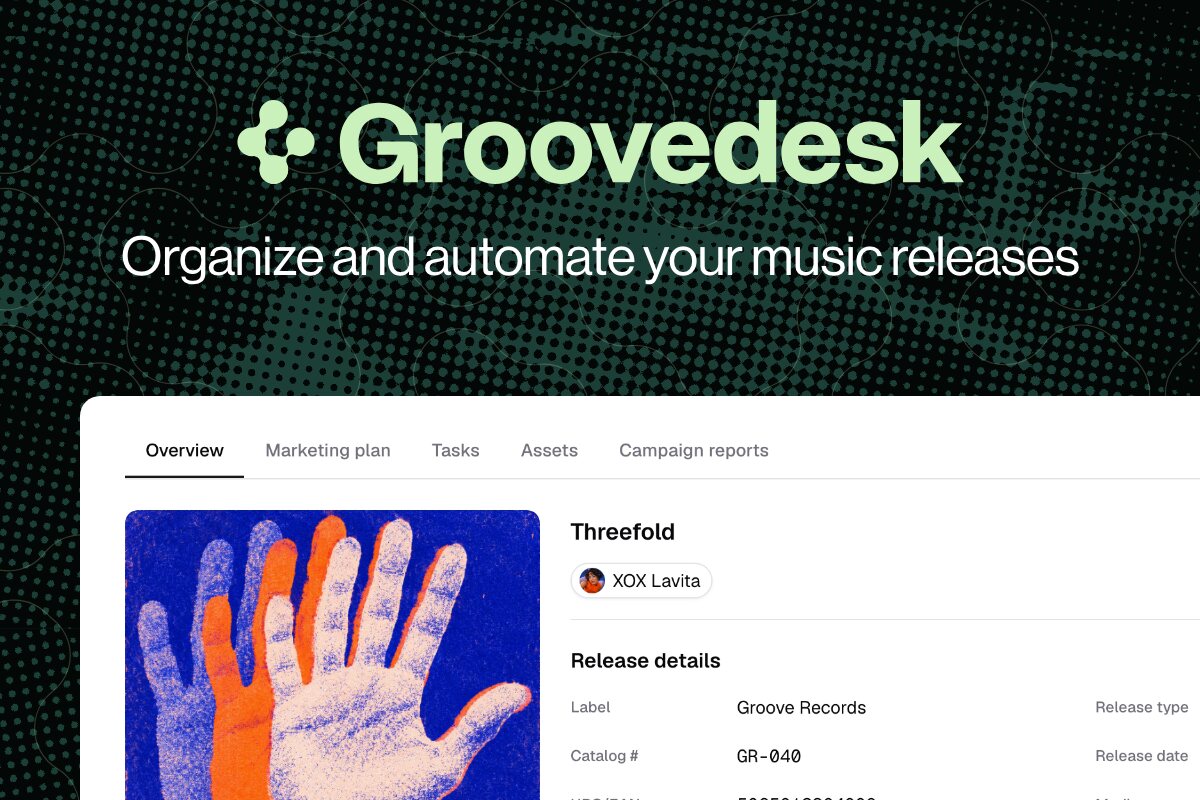 Groovedesk
Organize and automate your music releases
Overview Marketing plan Tasks Assets Campaign reports
Threefold
XOX Lavita
Release details
Label Groove Records Release type
Catalog # GR-040 Release date